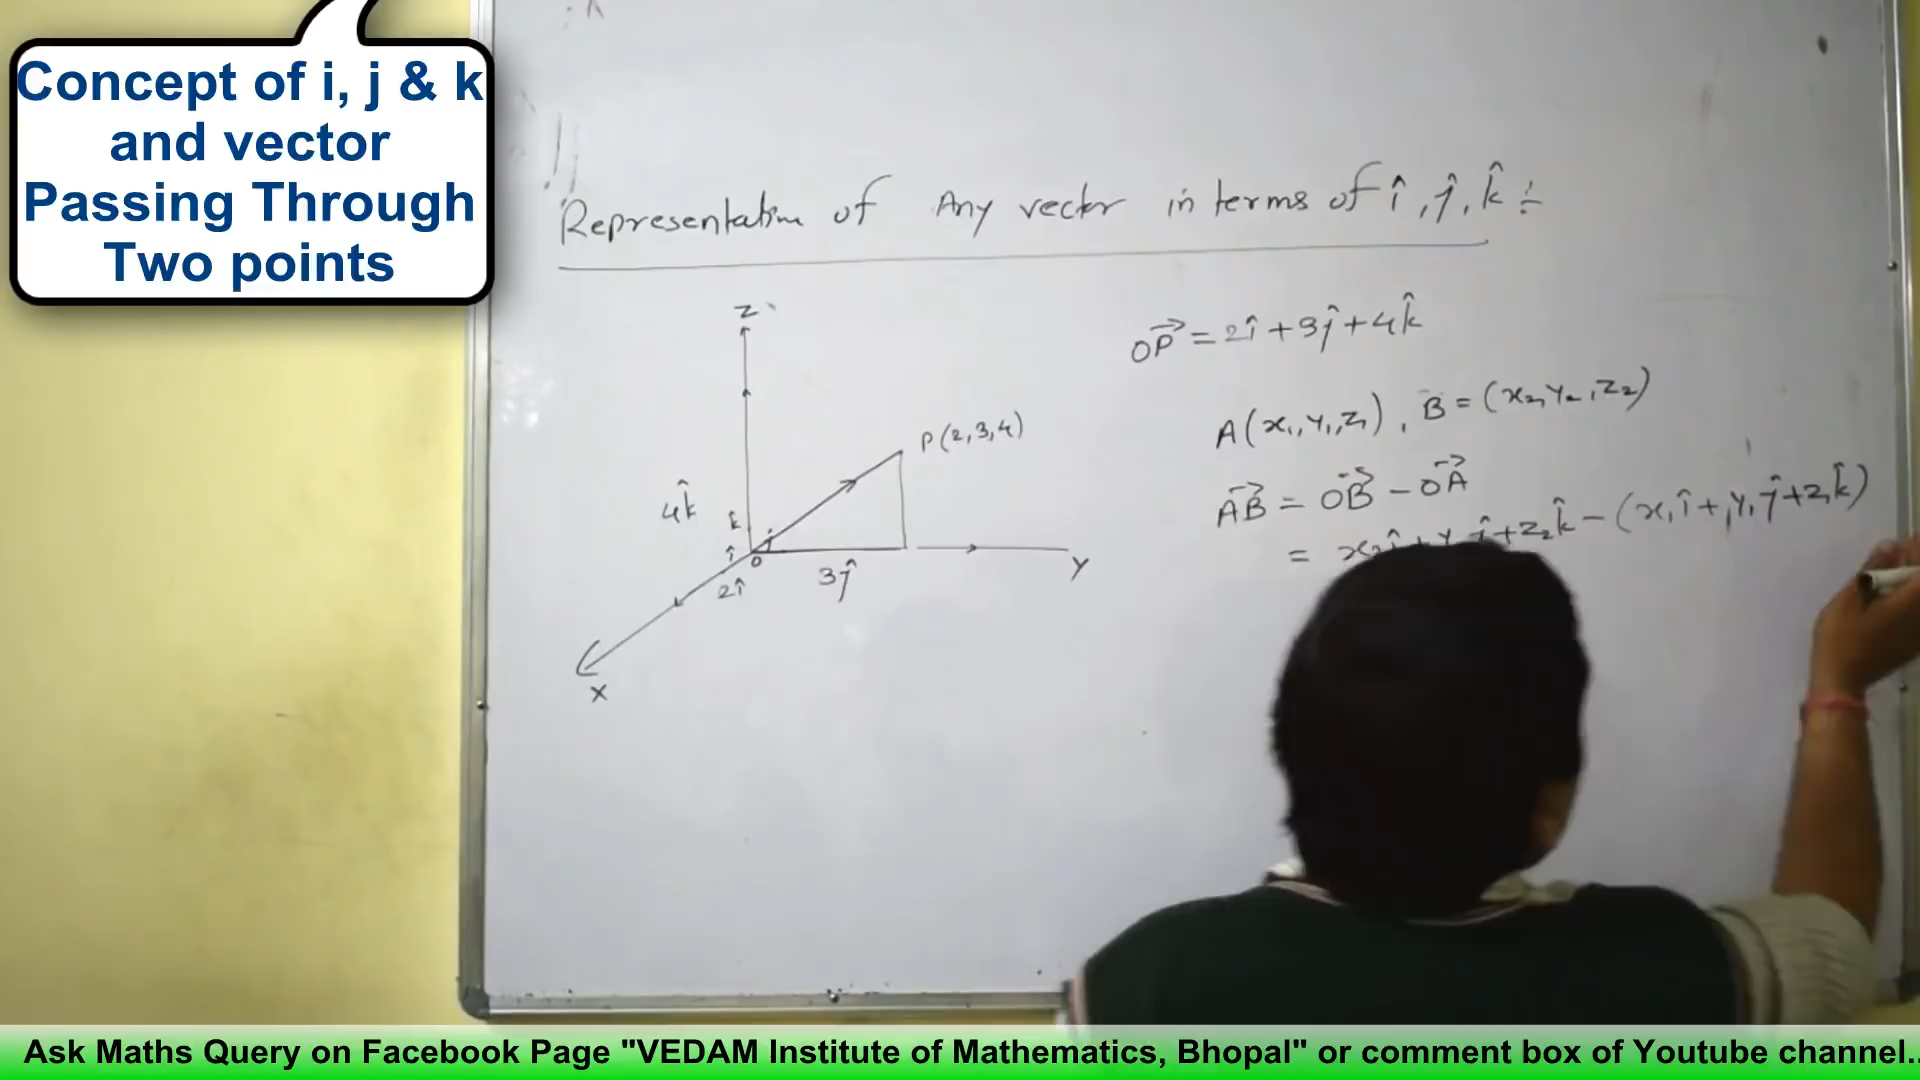 Concept of i, j & k
and vector
Passing Through
Two points
Representation of Any vector in terms of î, ĵ, k̂ :-
Z
4k̂
k̂
î
j
O
2î
3ĵ
P(2,3,4)
Y
X
OP⃗ = 2î + 3ĵ + 4k̂
A(x₁, y₁, z₁), B = (x₂, y₂, z₂)
AB⃗ = OB⃗ - OA⃗
= x₂î + y ĵ + z₂k̂ - (x₁î + y₁ĵ + z₁k̂)
Ask Maths Query on Facebook Page "VEDAM Institute of Mathematics, Bhopal" or comment box of Youtube channel..